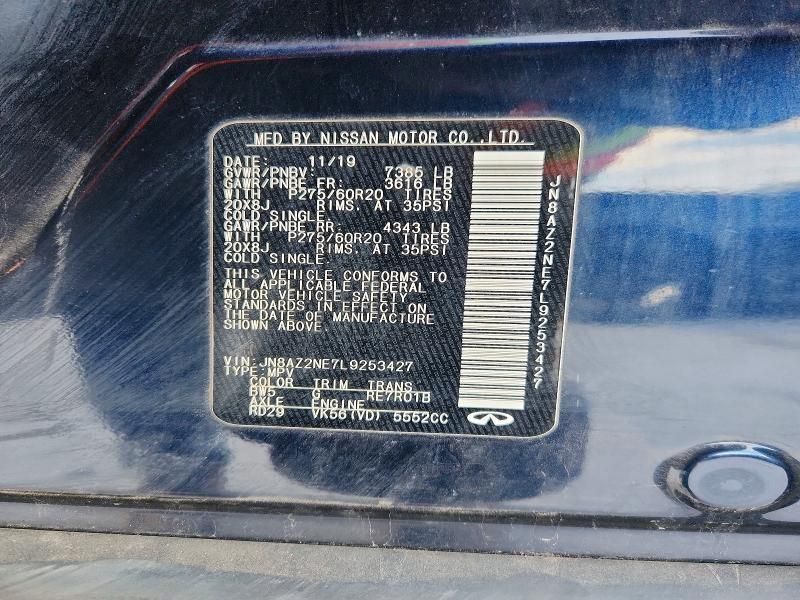 MFD BY NISSAN MOTOR CO.,LTD.
DATE: 11/19
GVWR/PNBV: 7385 LB
GAWR/PNBE FR. 3616 LB
WITH P275/60R20 TIRES
20X8J RIMS. AT 35PSI
COLD SINGLE.
GAWR/PNBE RR. 4343 LB
WITH P275/60R20 TIRES
20X8J RIMS. AT 35PSI
COLD SINGLE.
THIS VEHICLE CONFORMS TO
ALL APPLICABLE FEDERAL
MOTOR VEHICLE SAFETY
STANDARDS IN EFFECT ON
THE DATE OF MANUFACTURE
SHOWN ABOVE.
VIN: JN8AZ2NE7L9253427
TYPE: MPV
COLOR TRIM TRANS
BW5 G RE7R01B
AXLE ENGINE
RD29 VK56(VD) 5552CC
JN8AZ2NE7L9253427